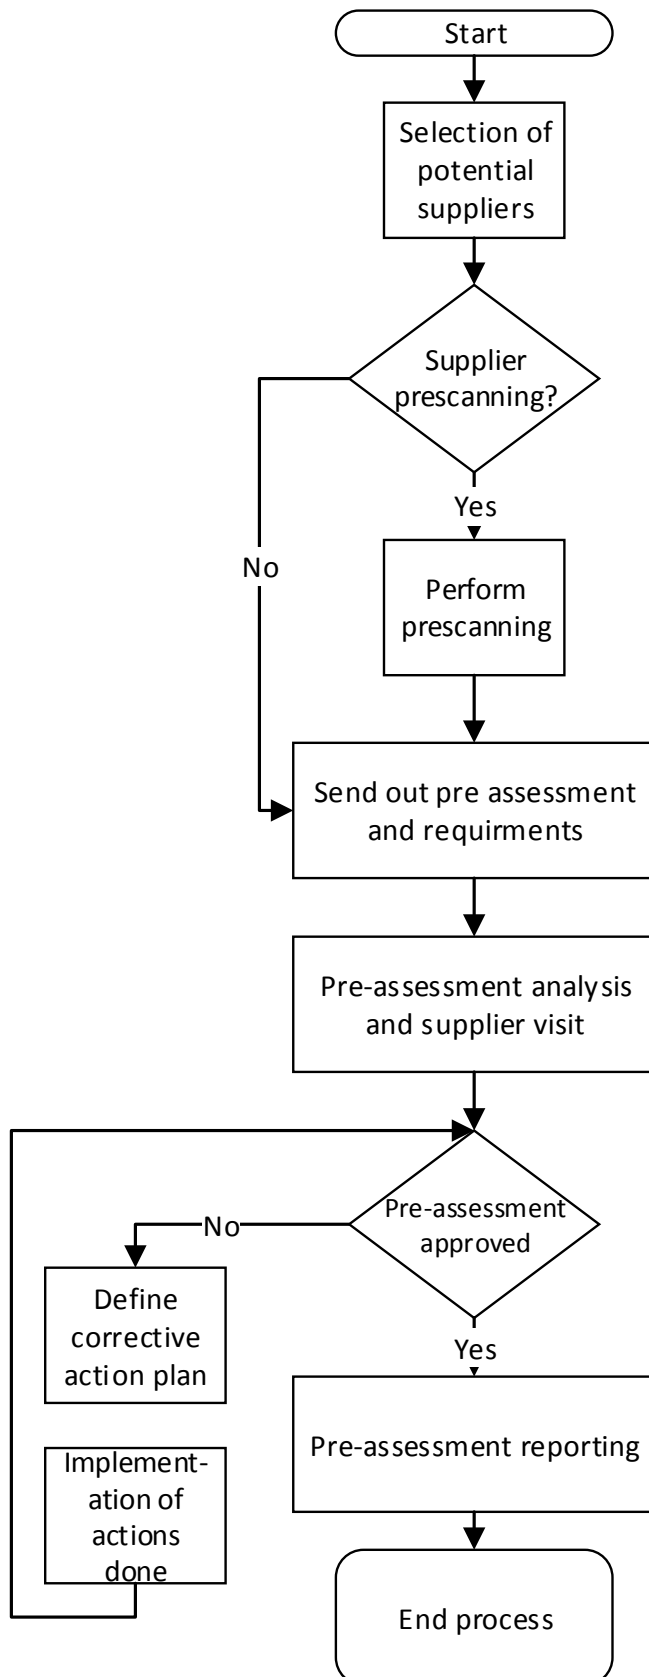 Start
Selection of
potential
suppliers
Supplier
prescanning?
Yes
No
Perform
prescanning
Send out pre assessment
and requirments
Pre-assessment analysis
and supplier visit
Pre-assessment
approved
No
Define
corrective
action plan
Yes
Pre-assessment reporting
Implement-
ation of
actions
done
End process